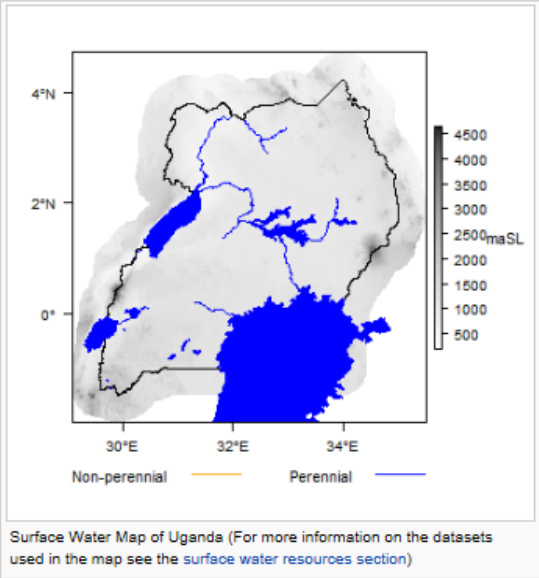 4°N
2°N
0°
30°E 32°E 34°E
4500
4000
3500
3000
2500
2000
1500
1000
500
maSL
Non-perennial Perennial
Surface Water Map of Uganda (For more information on the datasets
used in the map see the surface water resources section)